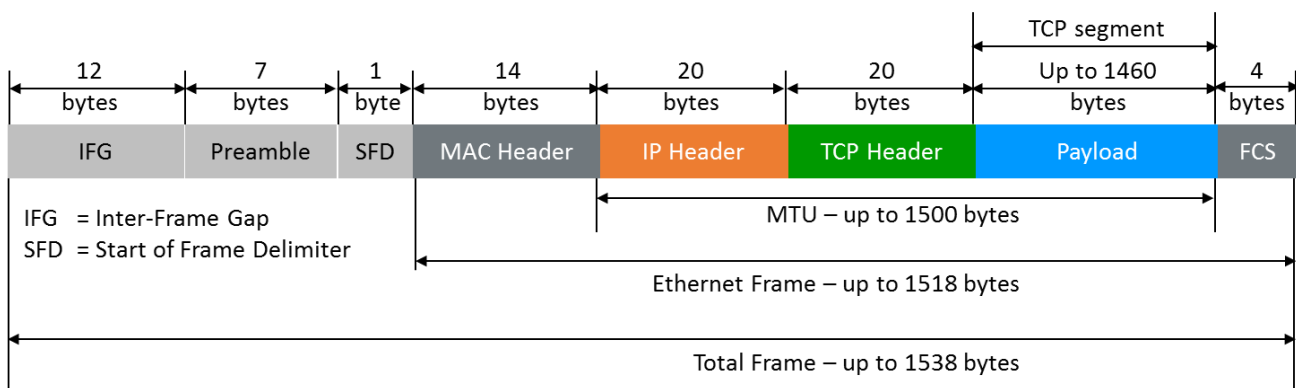 TCP segment
12 bytes
7 bytes
1 byte
14 bytes
20 bytes
20 bytes
Up to 1460 bytes
4 bytes
IFG
Preamble
SFD
MAC Header
IP Header
TCP Header
Payload
FCS
IFG = Inter-Frame Gap
SFD = Start of Frame Delimiter
MTU – up to 1500 bytes
Ethernet Frame – up to 1518 bytes
Total Frame – up to 1538 bytes